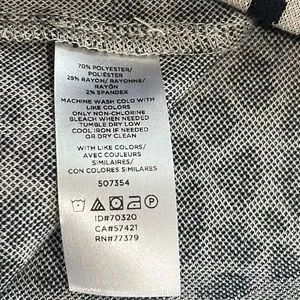 70% POLYESTER/
POLIÉSTER
28% RAYON/ RAYONNE/
RAYÓN
2% SPANDEX
MACHINE WASH COLD WITH
LIKE COLORS/
ONLY NON-CHLORINE
BLEACH WHEN NEEDED
TUMBLE DRY LOW
COOL IRON IF NEEDED
OR DRY CLEAN
WITH LIKE COLORS/
AVEC COULEURS
SIMILAIRES/
CON COLORES SIMILARES
507354
ID#70320
CA#57421
RN#77379